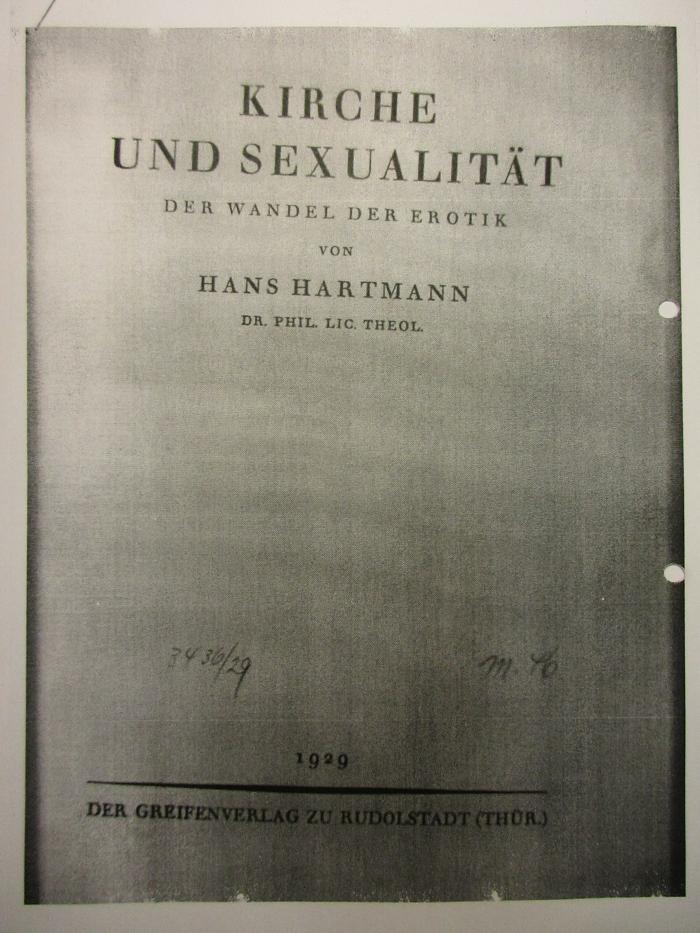 KIRCHE
UND SEXUALITÄT
DER WANDEL DER EROTIK
VON
HANS HARTMANN
DR. PHIL. LIC. THEOL.
3436/29
1929
DER GREIFENVERLAG ZU RUDOLSTADT (THÜR.)